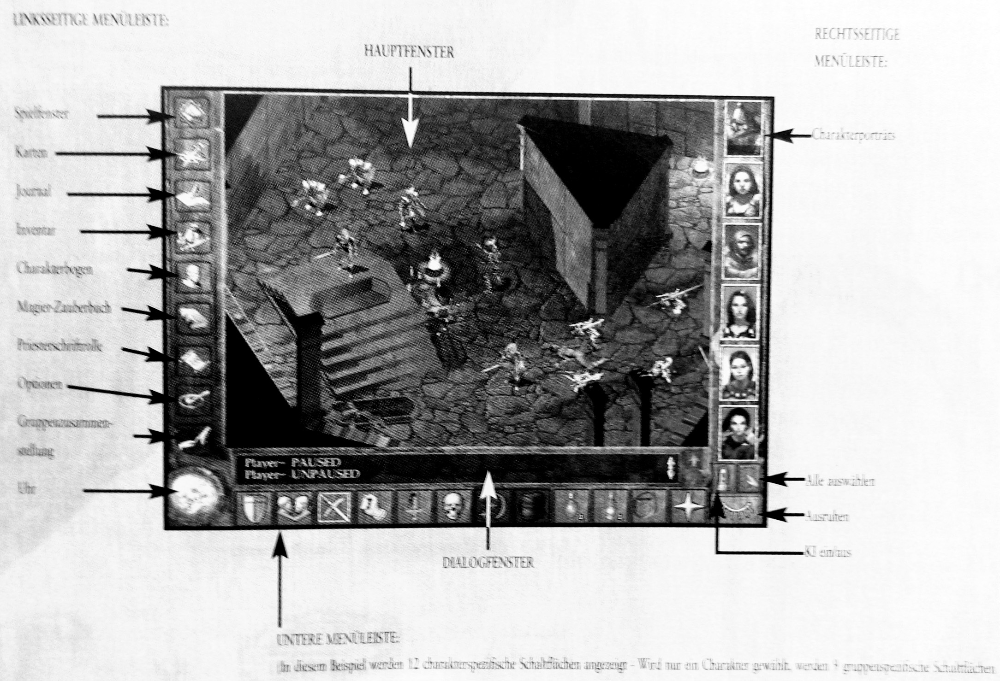 LINKSSEITIGE MENÜLEISTE:
RECHTSSEITIGE
MENÜLEISTE:
HAUPTFENSTER
Spielfenster
Karten
Journal
Inventar
Charakterbogen
Magier-Zauberbuch
Priesterschriftrolle
Optionen
Gruppenzusammen-
stellung
Uhr
Charakterporträts
Player- PAUSED
Player- UNPAUSED
Alle auswählen
Ausruhen
KI ein/aus
DIALOGFENSTER
UNTERE MENÜLEISTE:
(In diesem Beispiel werden 12 charakterspezifische Schaltflächen angezeigt - Wird nur ein Charakter gewählt, werden 9 gruppenspezifische Schaltflächen